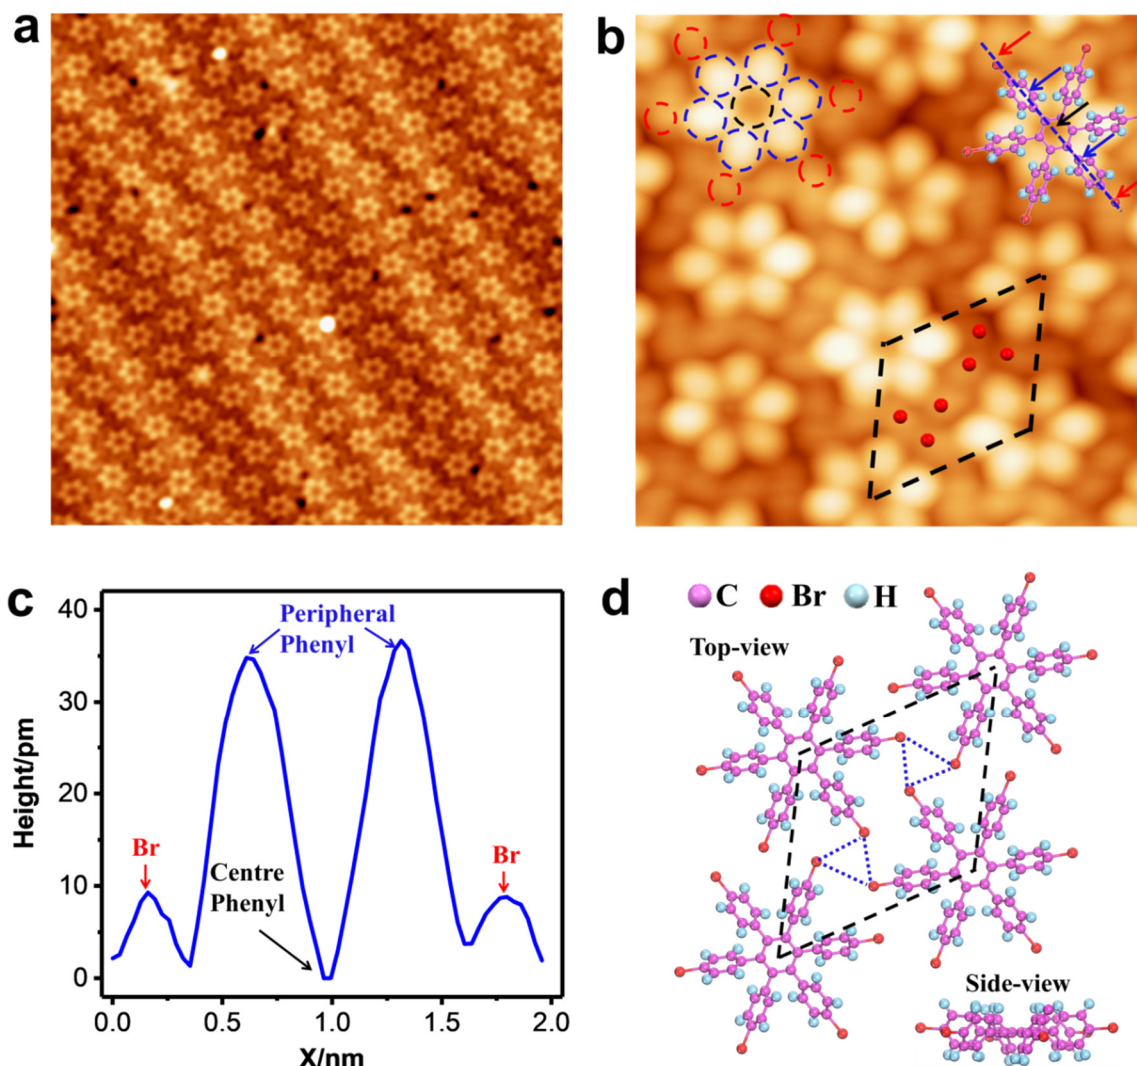 a
b
c
40
30
20
10
0
Height/pm
Peripheral
Phenyl
Br
Centre
Phenyl
Br
0.0
0.5
1.0
1.5
2.0
X/nm
d
C Br H
Top-view
Side-view